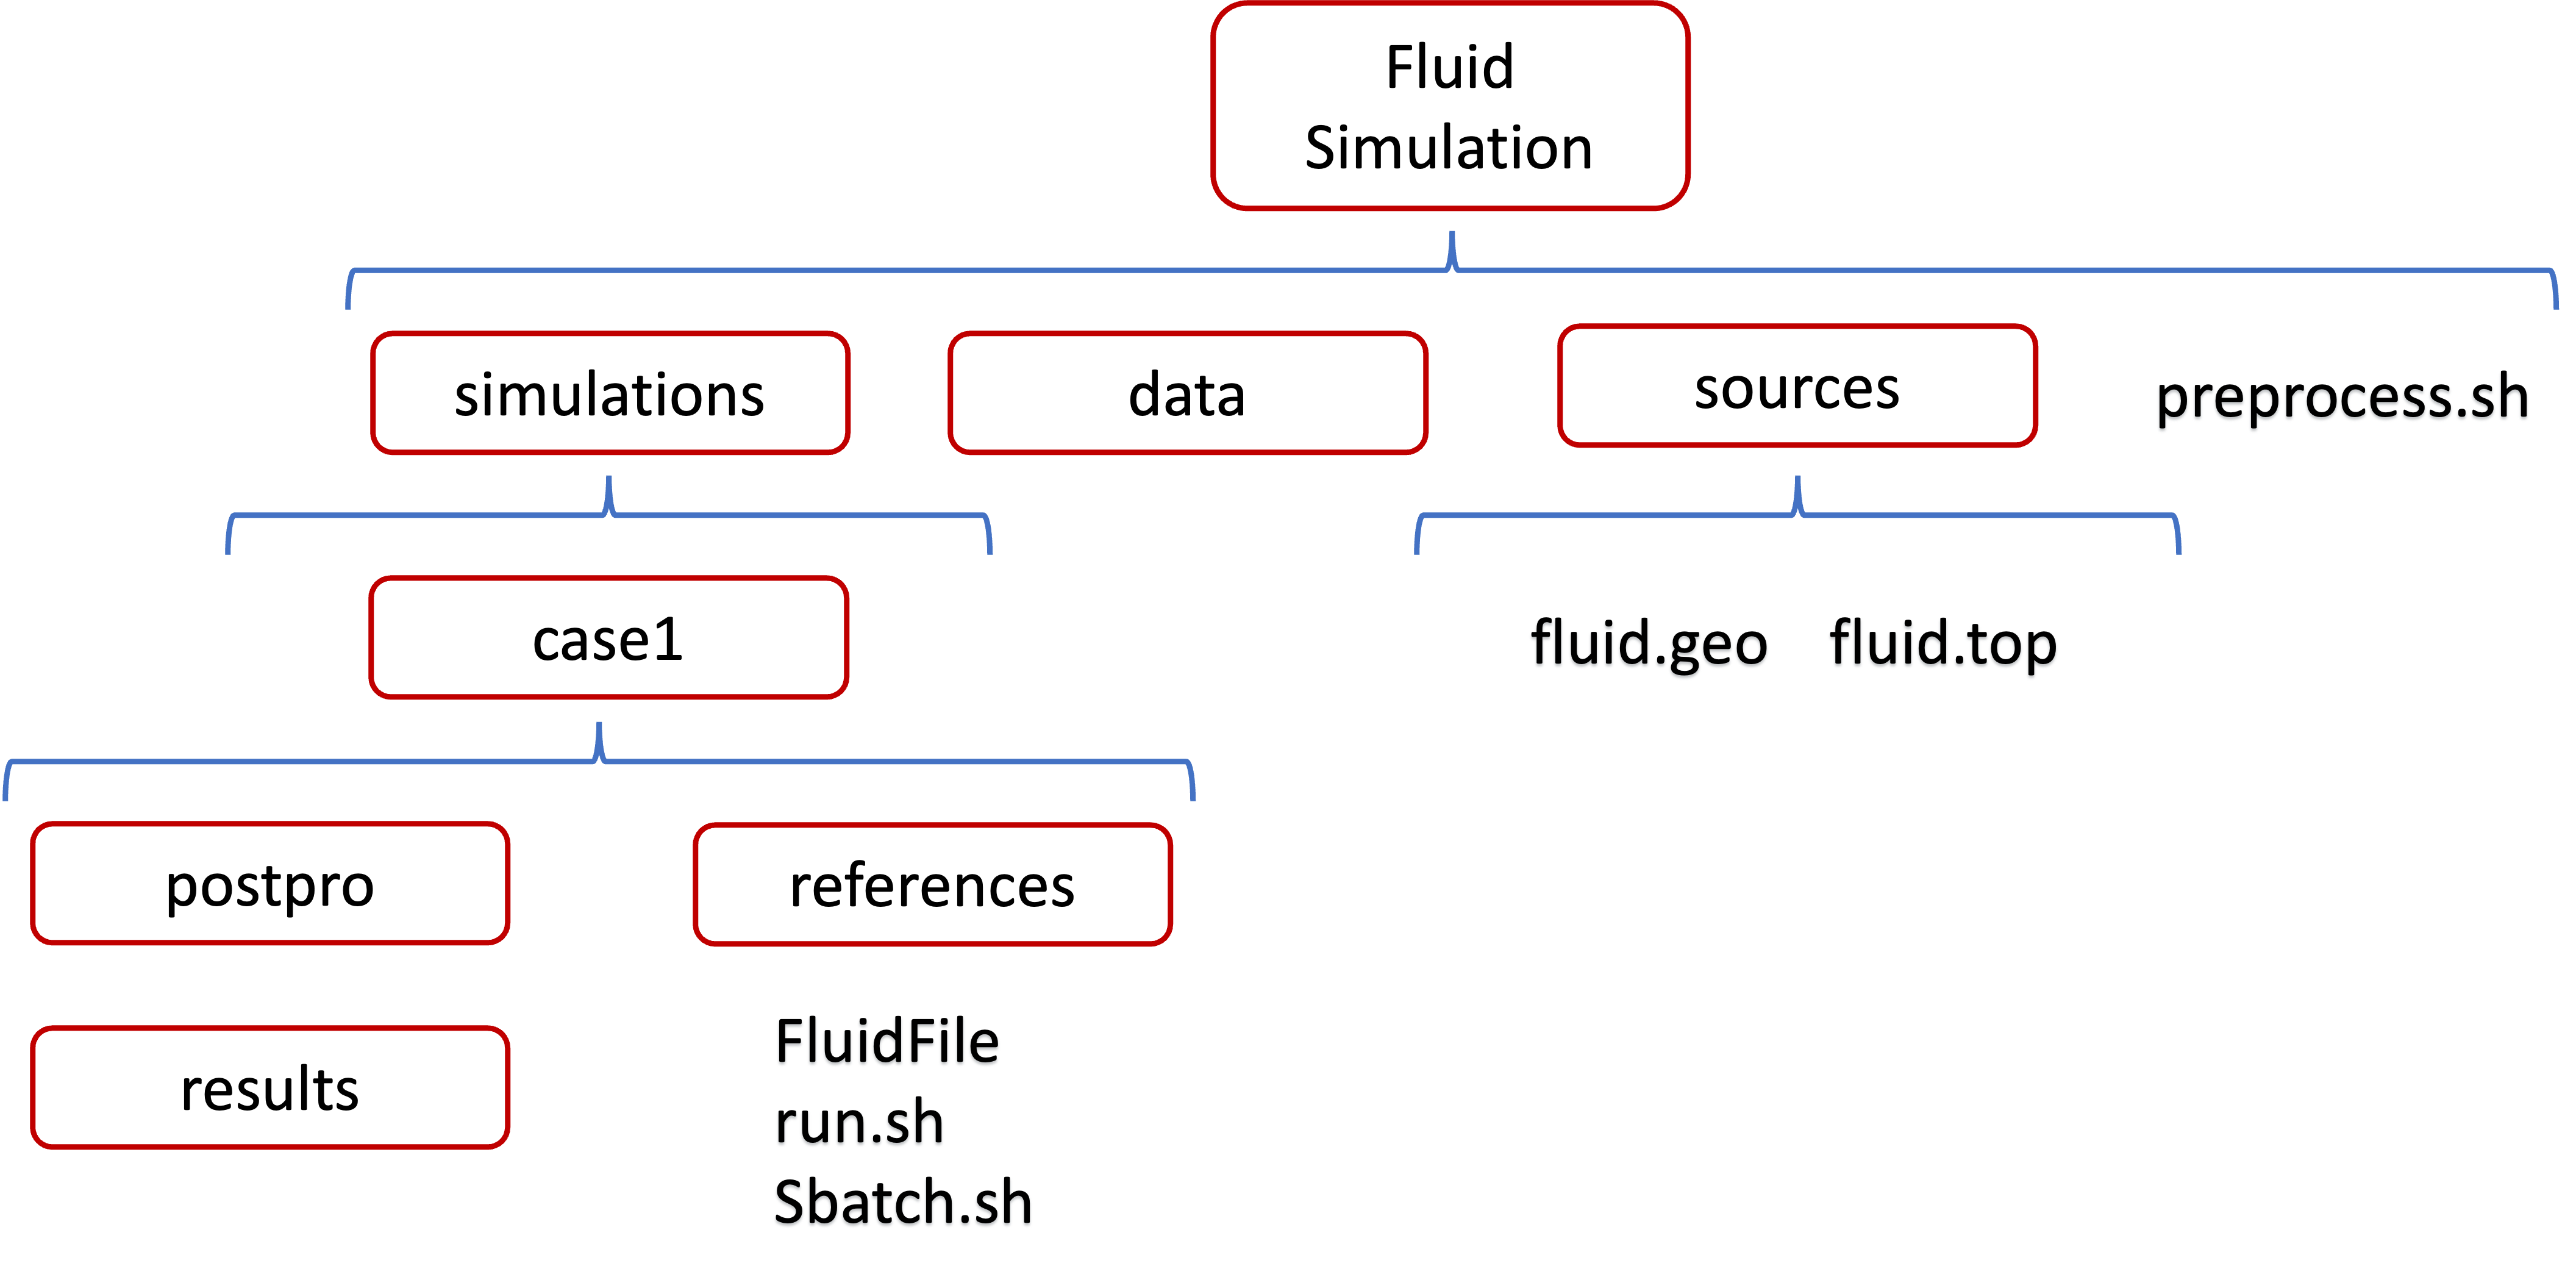 Fluid
Simulation
simulations
data
sources
preprocess.sh
case1
fluid.geo
fluid.top
postpro
references
results
FluidFile
run.sh
Sbatch.sh